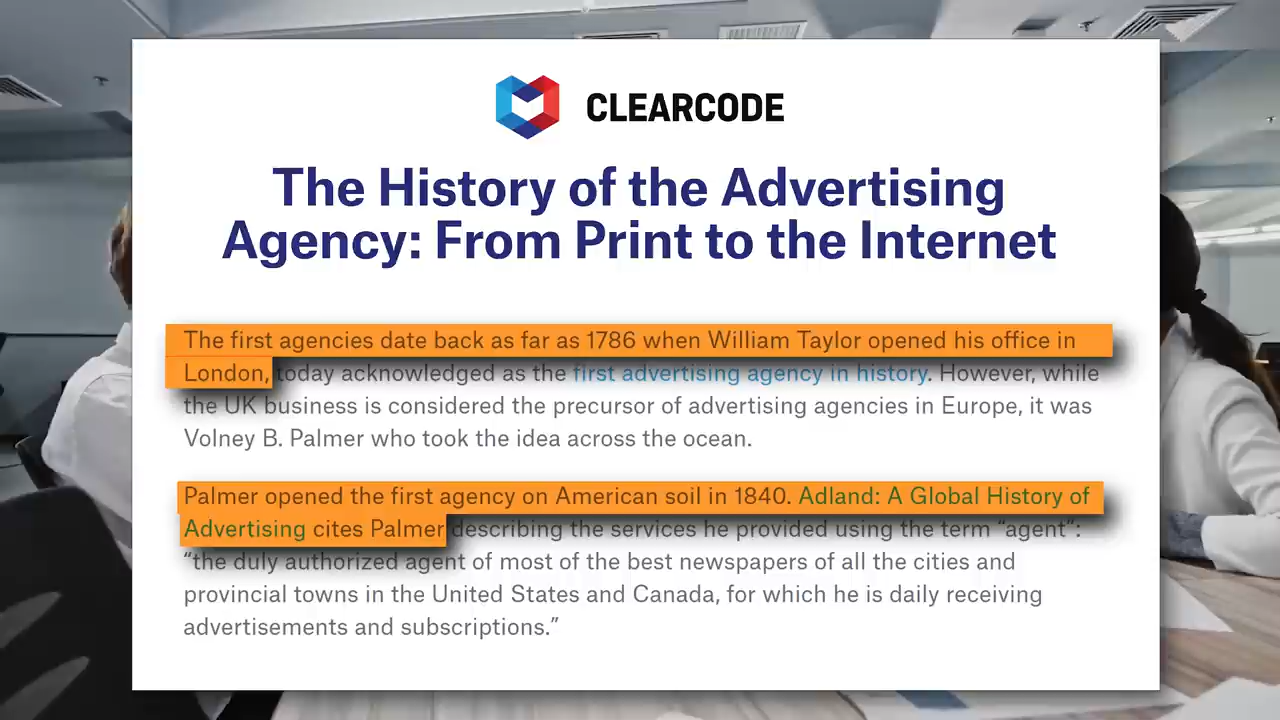 CLEARCODE
The History of the Advertising
Agency: From Print to the Internet
The first agencies date back as far as 1786 when William Taylor opened his office in
London, today acknowledged as the first advertising agency in history. However, while
the UK business is considered the precursor of advertising agencies in Europe, it was
Volney B. Palmer who took the idea across the ocean.
Palmer opened the first agency on American soil in 1840. Adland: A Global History of
Advertising cites Palmer describing the services he provided using the term “agent“:
“the duly authorized agent of most of the best newspapers of all the cities and
provincial towns in the United States and Canada, for which he is daily receiving
advertisements and subscriptions.”